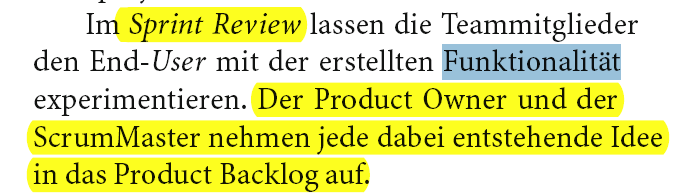 Im Sprint Review lassen die Teammitglieder
den End-User mit der erstellten Funktionalität
experimentieren. Der Product Owner und der
ScrumMaster nehmen jede dabei entstehende Idee
in das Product Backlog auf.